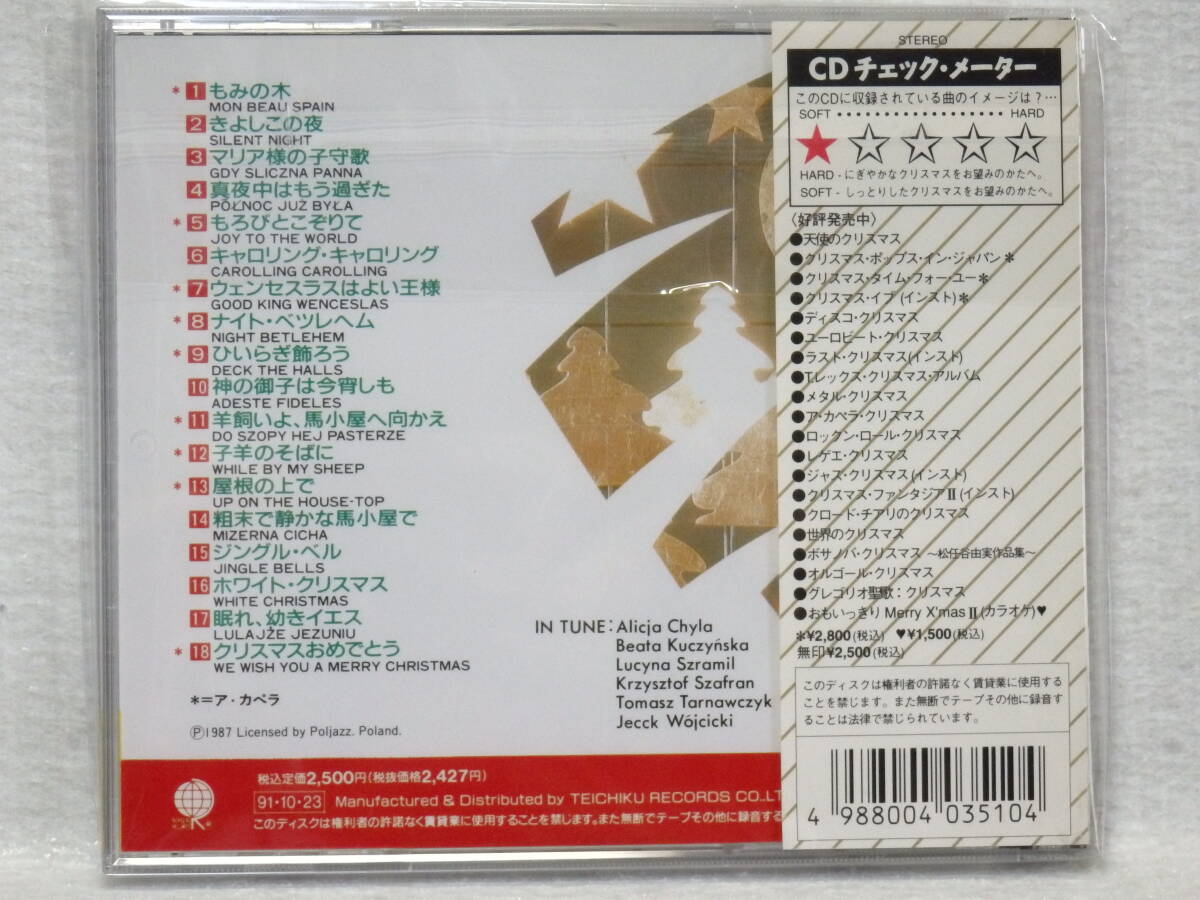 * 1 もみの木
MON BEAU SPAIN
2 きよしこの夜
SILENT NIGHT
3 マリア様の子守歌
GDY SLICZNA PANNA
4 真夜中はもう過ぎた
PÓŁNOC JUŻ BYŁA
* 5 もろびとこぞりて
JOY TO THE WORLD
6 キャロリング・キャロリング
CAROLLING CAROLLING
* 7 ウェンセスラスはよい王様
GOOD KING WENCESLAS
* 8 ナイト・ベツレヘム
NIGHT BETLEHEM
* 9 ひいらぎ飾ろう
DECK THE HALLS
10 神の御子は今宵しも
ADESTE FIDELES
* 11 羊飼いよ、馬小屋へ向かえ
DO SZOPY HEJ PASTERZE
* 12 子羊のそばに
WHILE BY MY SHEEP
* 13 屋根の上で
UP ON THE HOUSE-TOP
14 粗末で静かな馬小屋で
MIZERNA CICHA
15 ジングル・ベル
JINGLE BELLS
16 ホワイト・クリスマス
WHITE CHRISTMAS
17 眠れ、幼きイエス
LULAJŻE JEZUNIU
* 18 クリスマスおめでとう
WE WISH YOU A MERRY CHRISTMAS
*=ア・カペラ
Ⓟ1987 Licensed by Poljazz. Poland.
IN TUNE: Alicja Chyla
Beata Kuczyńska
Lucyna Szramil
Krzysztof Szafran
Tomasz Tarnawczyk
Jecck Wójcicki
税込定価2,500円(税抜価格2,427円)
91・10・23 Manufactured & Distributed by TEICHIKU RECORDS CO.,LT
このディスクは権利者の許諾なく賃貸業に使用することを禁じます。また無断でテープその他に録音する
STEREO
CDチェック・メーター
このCDに収録されている曲のイメージは?…
SOFT ・・・・・・・・・・・・・・・・・・ HARD
★☆☆☆☆
HARD - にぎやかなクリスマスをお望みのかたへ。
SOFT - しっとりしたクリスマスをお望みのかたへ。
〈好評発売中〉
●天使のクリスマス
●クリスマス・ポップス・イン・ジャパン*
●クリスマス・タイム・フォー・ユー*
●クリスマス・イブ(インスト)*
●ディスコ・クリスマス
●ユーロビート・クリスマス
●ラスト・クリスマス(インスト)
●T.レックス・クリスマス・アルバム
●メタル・クリスマス
●ア・カペラ・クリスマス
●ロックン・ロール・クリスマス
●レゲエ・クリスマス
●ジャズ・クリスマス(インスト)
●クリスマス・ファンタジアⅡ(インスト)
●クロード・チアリのクリスマス
●世界のクリスマス
●ボサノバ・クリスマス 〜松任谷由実作品集〜
●オルゴール・クリスマス
●グレゴリオ聖歌:クリスマス
●おもいっきり Merry X'mas Ⅱ(カラオケ)♥
*¥2,800(税込) ♥¥1,500(税込)
無印¥2,500(税込)
このディスクは権利者の許諾なく賃貸業に使用する
ことを禁じます。また無断でテープその他に録音す
ることは法律で禁じられています。
4 988004 035104